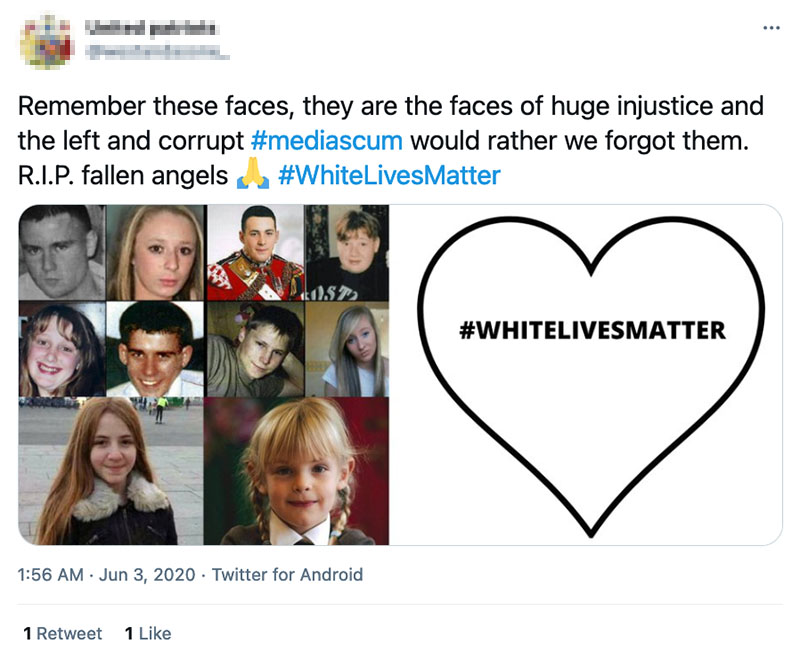 Remember these faces, they are the faces of huge injustice and
the left and corrupt #mediascum would rather we forgot them.
R.I.P. fallen angels 🙏 #WhiteLivesMatter
#WHITELIVESMATTER
1:56 AM · Jun 3, 2020 · Twitter for Android
1 Retweet 1 Like